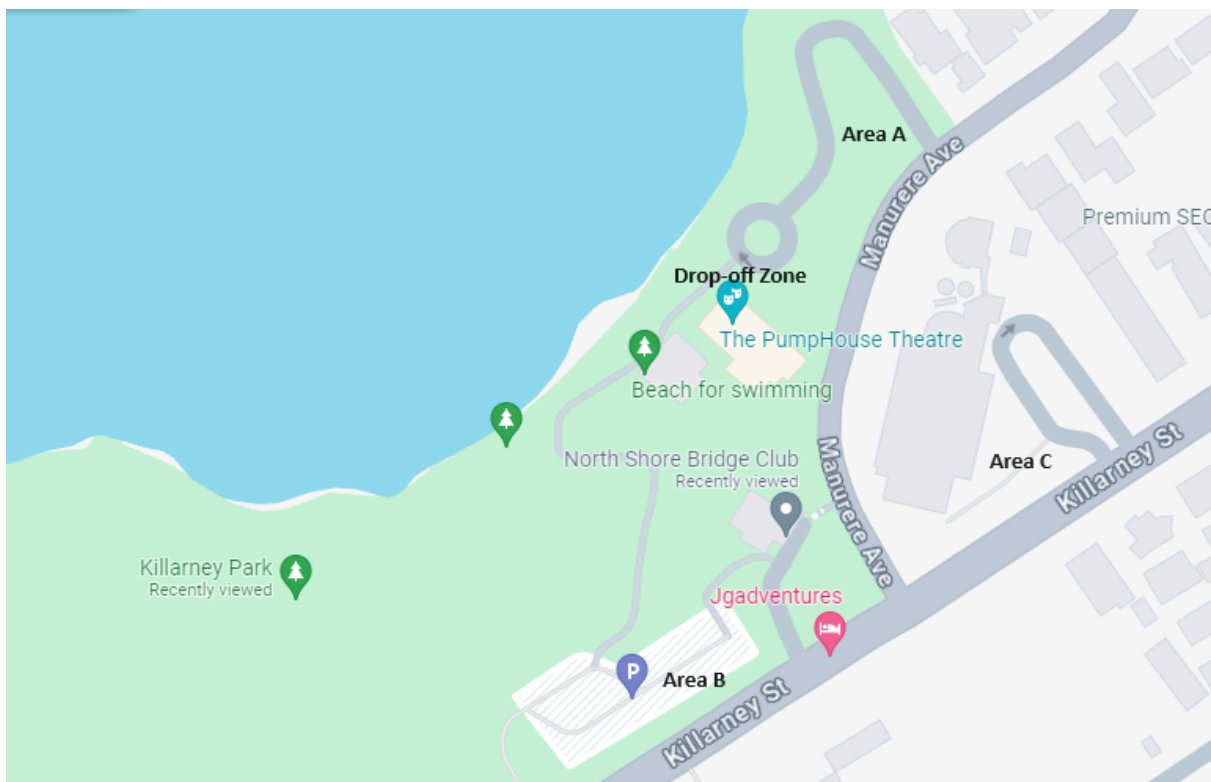 Area A
Manurere Ave
Premium SEO
Drop-off Zone
The PumpHouse Theatre
Beach for swimming
North Shore Bridge Club
Recently viewed
Manurere Ave
Area C
Killarney St
Killarney Park
Recently viewed
Jgadventures
P
Area B
Killarney St